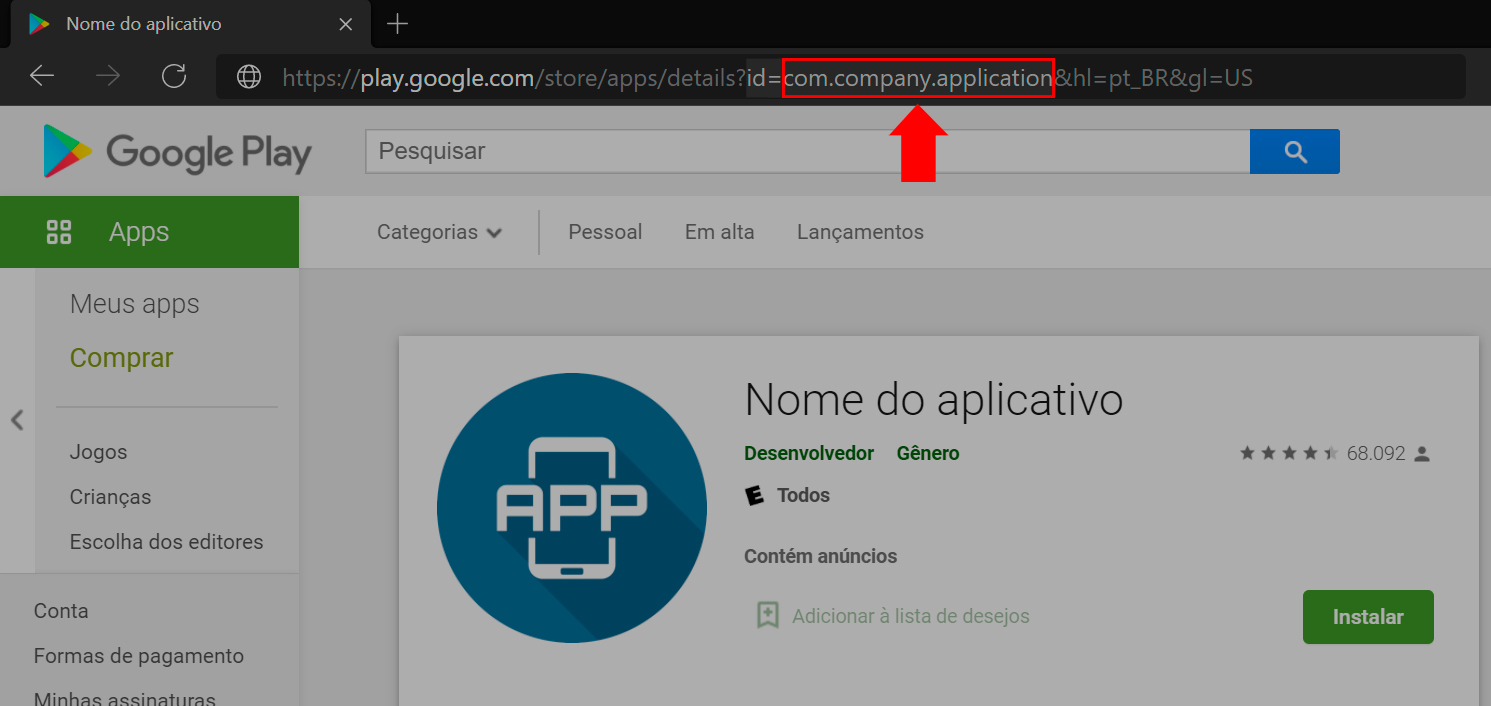 Nome do aplicativo
https://play.google.com/store/apps/details?id=com.company.application&hl=pt_BR&gl=US
Google Play
Pesquisar
Apps
Categorias
Pessoal
Em alta
Lançamentos
Meus apps
Comprar
Jogos
Crianças
Escolha dos editores
Conta
Formas de pagamento
Minhas assinaturas
APP
Nome do aplicativo
Desenvolvedor Gênero
68.092
E Todos
Contém anúncios
Adicionar à lista de desejos
Instalar